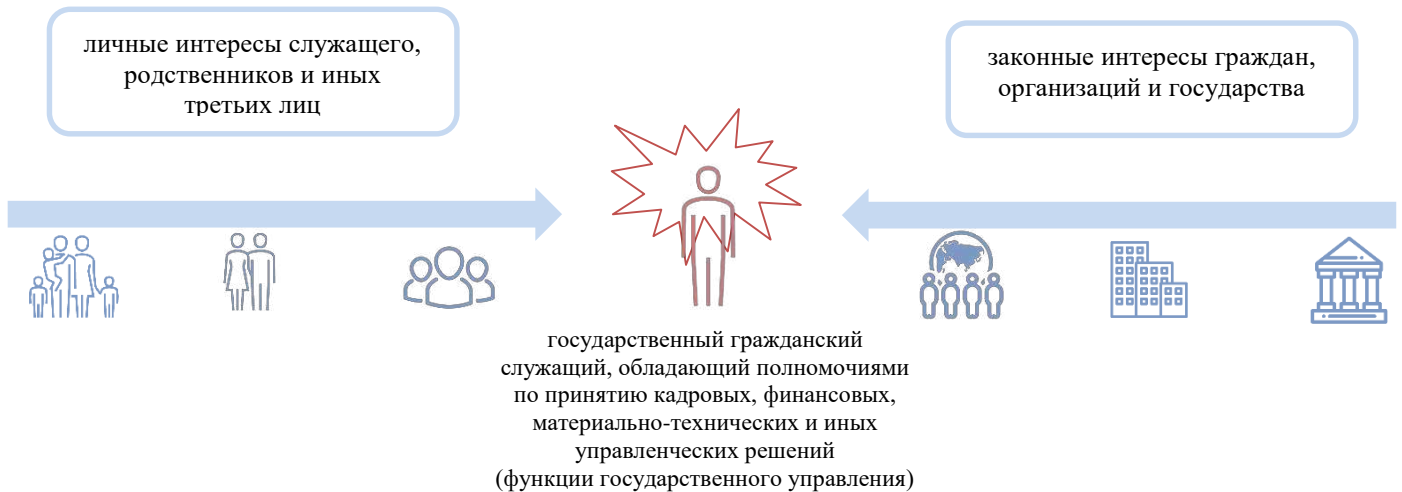 личные интересы служащего,
родственников и иных
третьих лиц
законные интересы граждан,
организаций и государства
государственный гражданский
служащий, обладающий полномочиями
по принятию кадровых, финансовых,
материально-технических и иных
управленческих решений
(функции государственного управления)